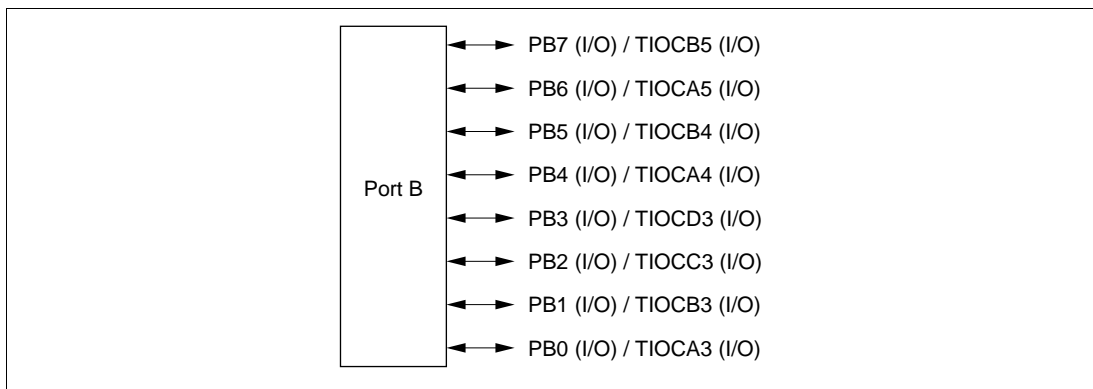 PB7 (I/O) / TIOCB5 (I/O)
PB6 (I/O) / TIOCA5 (I/O)
PB5 (I/O) / TIOCB4 (I/O)
PB4 (I/O) / TIOCA4 (I/O)
Port B
PB3 (I/O) / TIOCD3 (I/O)
PB2 (I/O) / TIOCC3 (I/O)
PB1 (I/O) / TIOCB3 (I/O)
PB0 (I/O) / TIOCA3 (I/O)